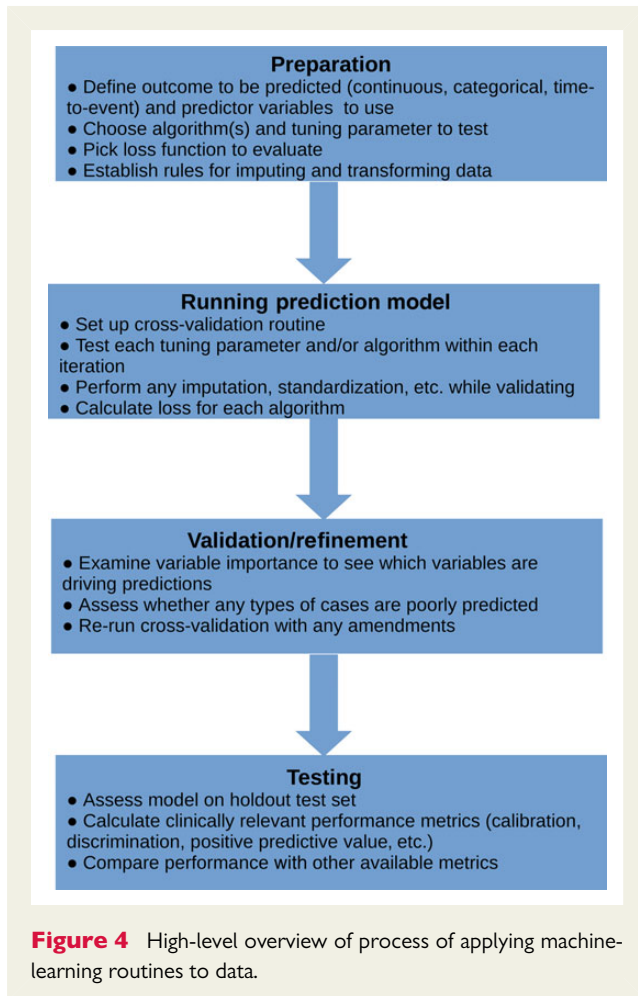 Preparation
● Define outcome to be predicted (continuous, categorical, time-
to-event) and predictor variables to use
● Choose algorithm(s) and tuning parameter to test
● Pick loss function to evaluate
● Establish rules for imputing and transforming data
Running prediction model
● Set up cross-validation routine
● Test each tuning parameter and/or algorithm within each
iteration
● Perform any imputation, standardization, etc. while validating
● Calculate loss for each algorithm
Validation/refinement
● Examine variable importance to see which variables are
driving predictions
● Assess whether any types of cases are poorly predicted
● Re-run cross-validation with any amendments
Testing
● Assess model on holdout test set
● Calculate clinically relevant performance metrics (calibration,
discrimination, positive predictive value, etc.)
● Compare performance with other available metrics
Figure 4 High-level overview of process of applying machine-
learning routines to data.